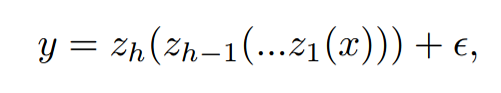 y = z_h(z_{h−1}(...z_1(x))) + ϵ,